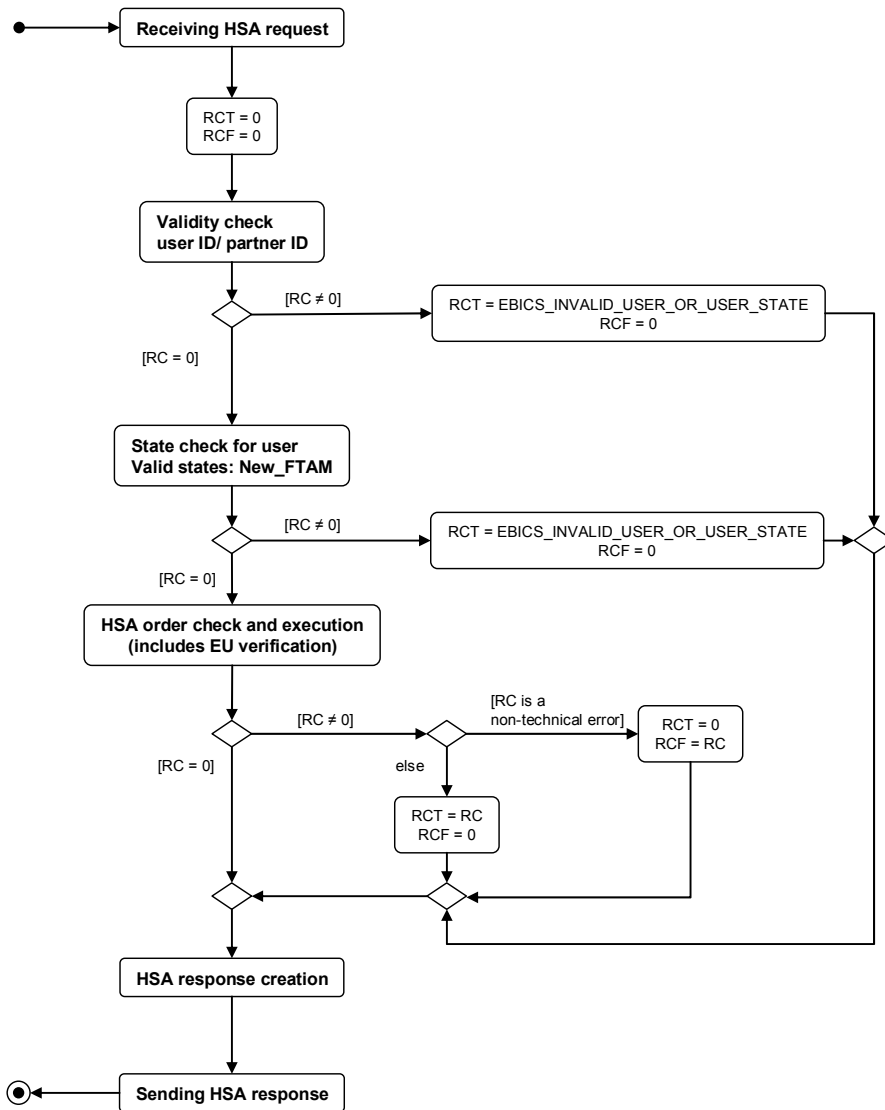 Receiving HSA request
RCT = 0
RCF = 0
Validity check
user ID/ partner ID
[RC ≠ 0]
RCT = EBICS_INVALID_USER_OR_USER_STATE
RCF = 0
[RC = 0]
State check for user
Valid states: New_FTAM
[RC ≠ 0]
RCT = EBICS_INVALID_USER_OR_USER_STATE
RCF = 0
[RC = 0]
HSA order check and execution
(includes EU verification)
[RC ≠ 0]
[RC is a
non-technical error]
RCT = 0
RCF = RC
[RC = 0]
else
RCT = RC
RCF = 0
HSA response creation
Sending HSA response